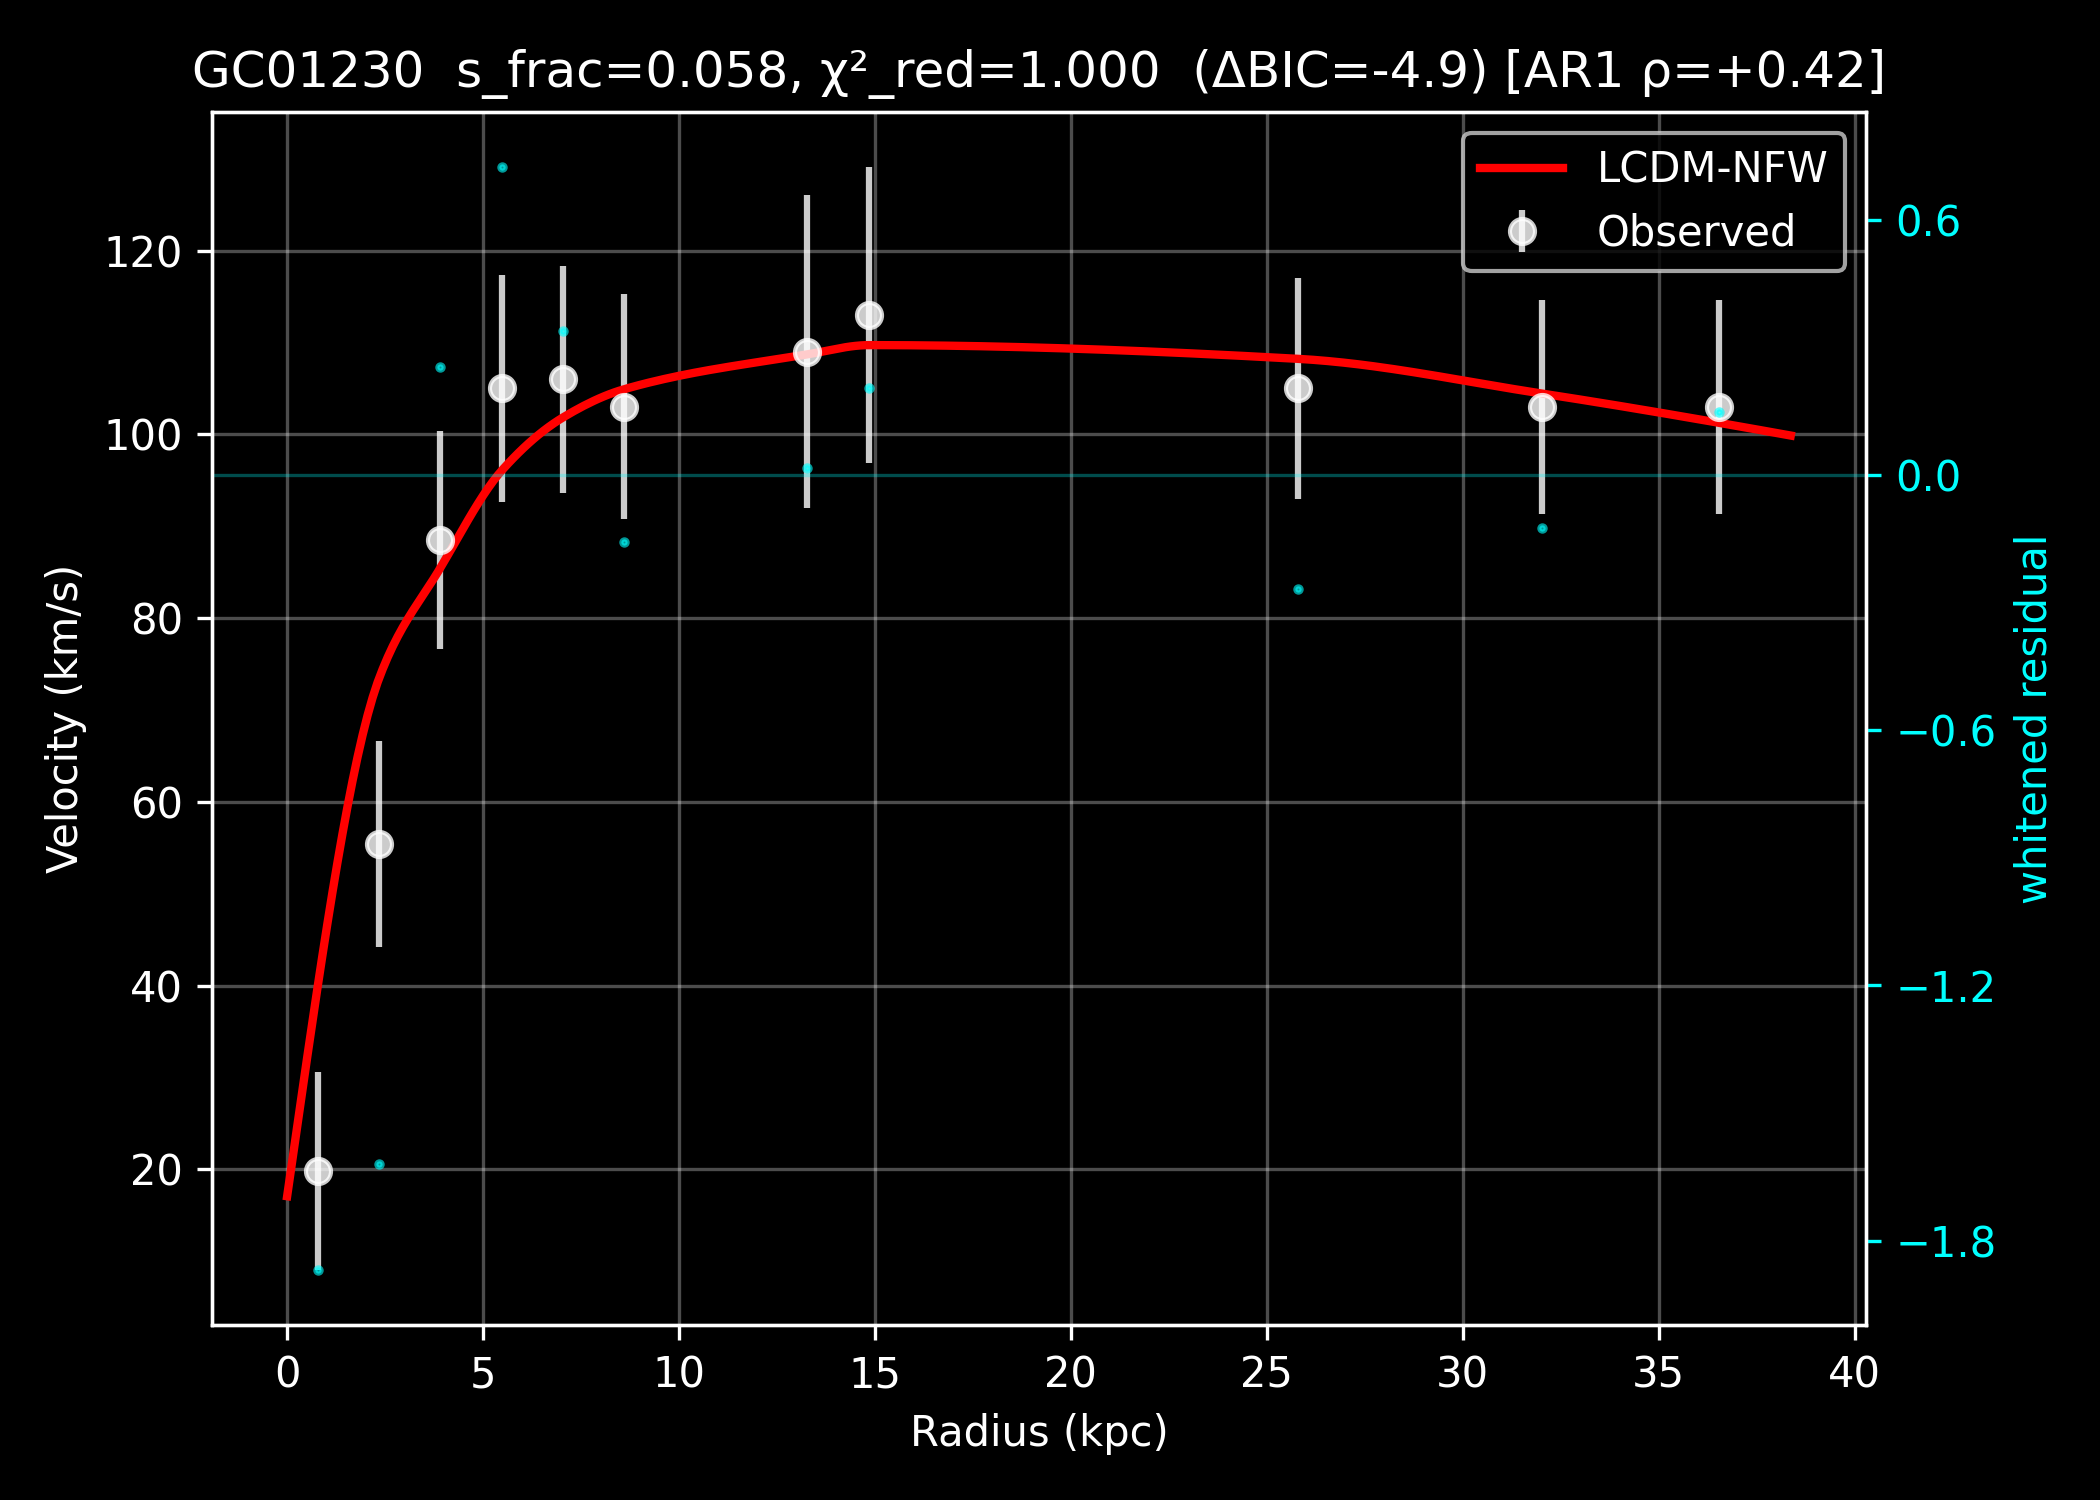 GC01230  s_frac=0.058, χ²_red=1.000  (ΔBIC=-4.9) [AR1 ρ=+0.42]
LCDM-NFW
Observed
Velocity (km/s)
120
100
80
60
40
20
0.6
0.0
−0.6
−1.2
−1.8
whitened residual
0 5 10 15 20 25 30 35 40
Radius (kpc)